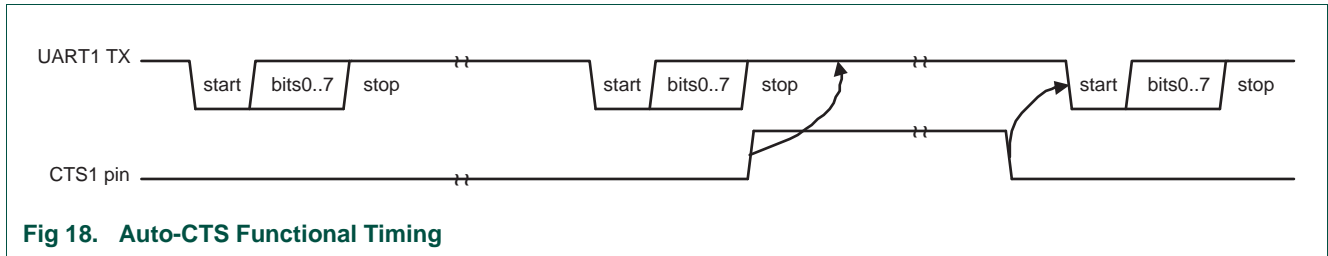 UART1 TX
start bits0..7 stop start bits0..7 stop start bits0..7 stop
CTS1 pin
Fig 18. Auto-CTS Functional Timing